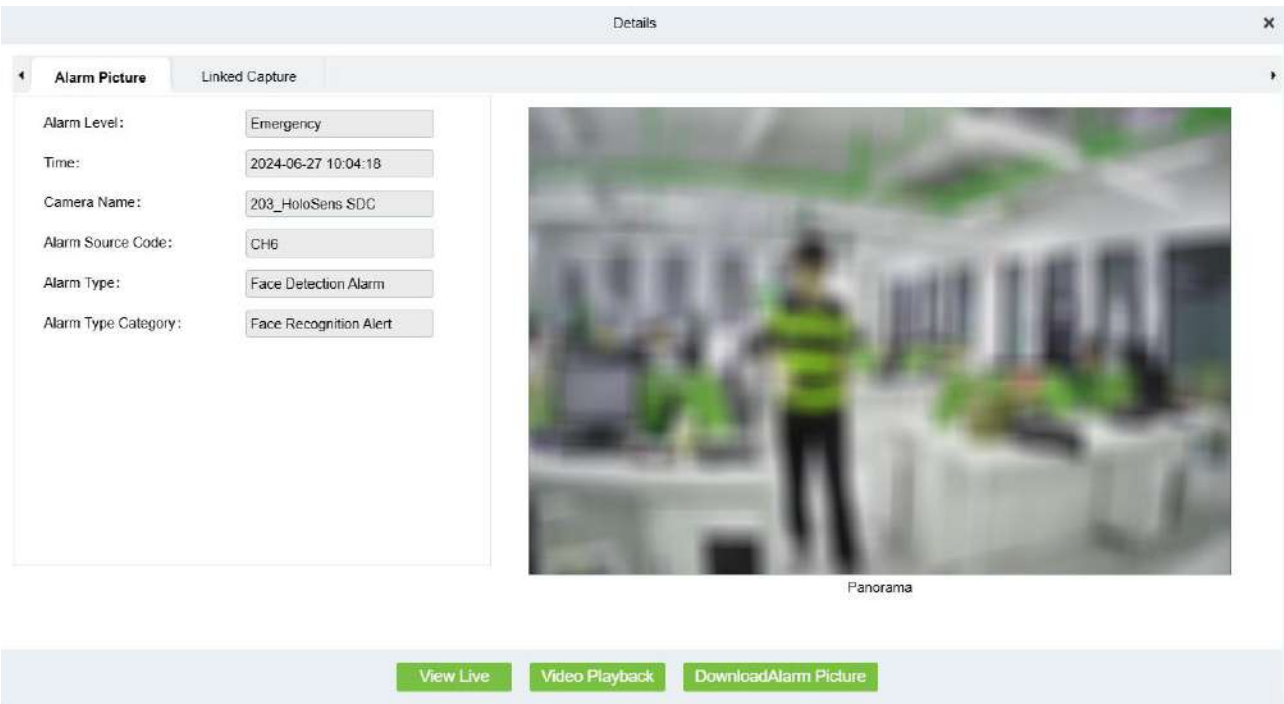 Details
Alarm Picture
Linked Capture
Alarm Level:
Emergency
Time:
2024-06-27 10:04:18
Camera Name:
203_HoloSens SDC
Alarm Source Code:
CH6
Alarm Type:
Face Detection Alarm
Alarm Type Category:
Face Recognition Alert
Panorama
View Live
Video Playback
DownloadAlarm Picture